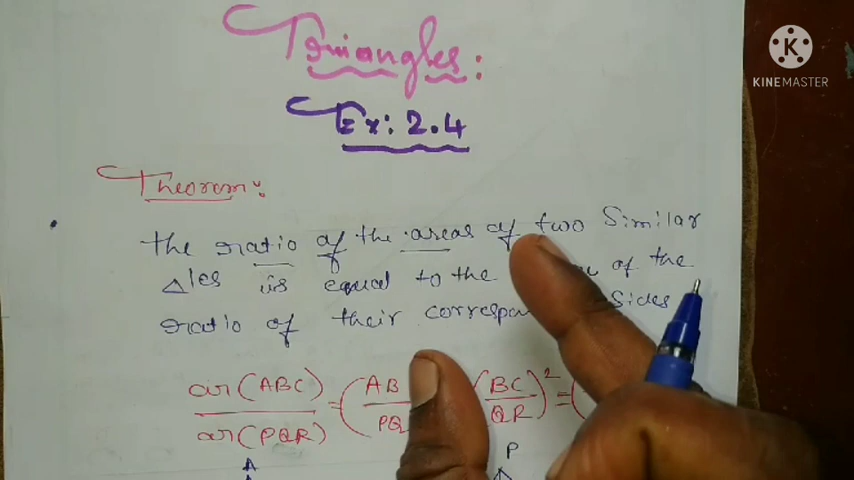 Triangles:
K
KINEMASTER
Ex: 2.4
Theorem:
the ratio of the areas of two Similar
Δles is equal to the of the
ratio of their Sides
ar(ABC) / ar(PQR) = (AB / PQ (BC / QR)² = (
A P